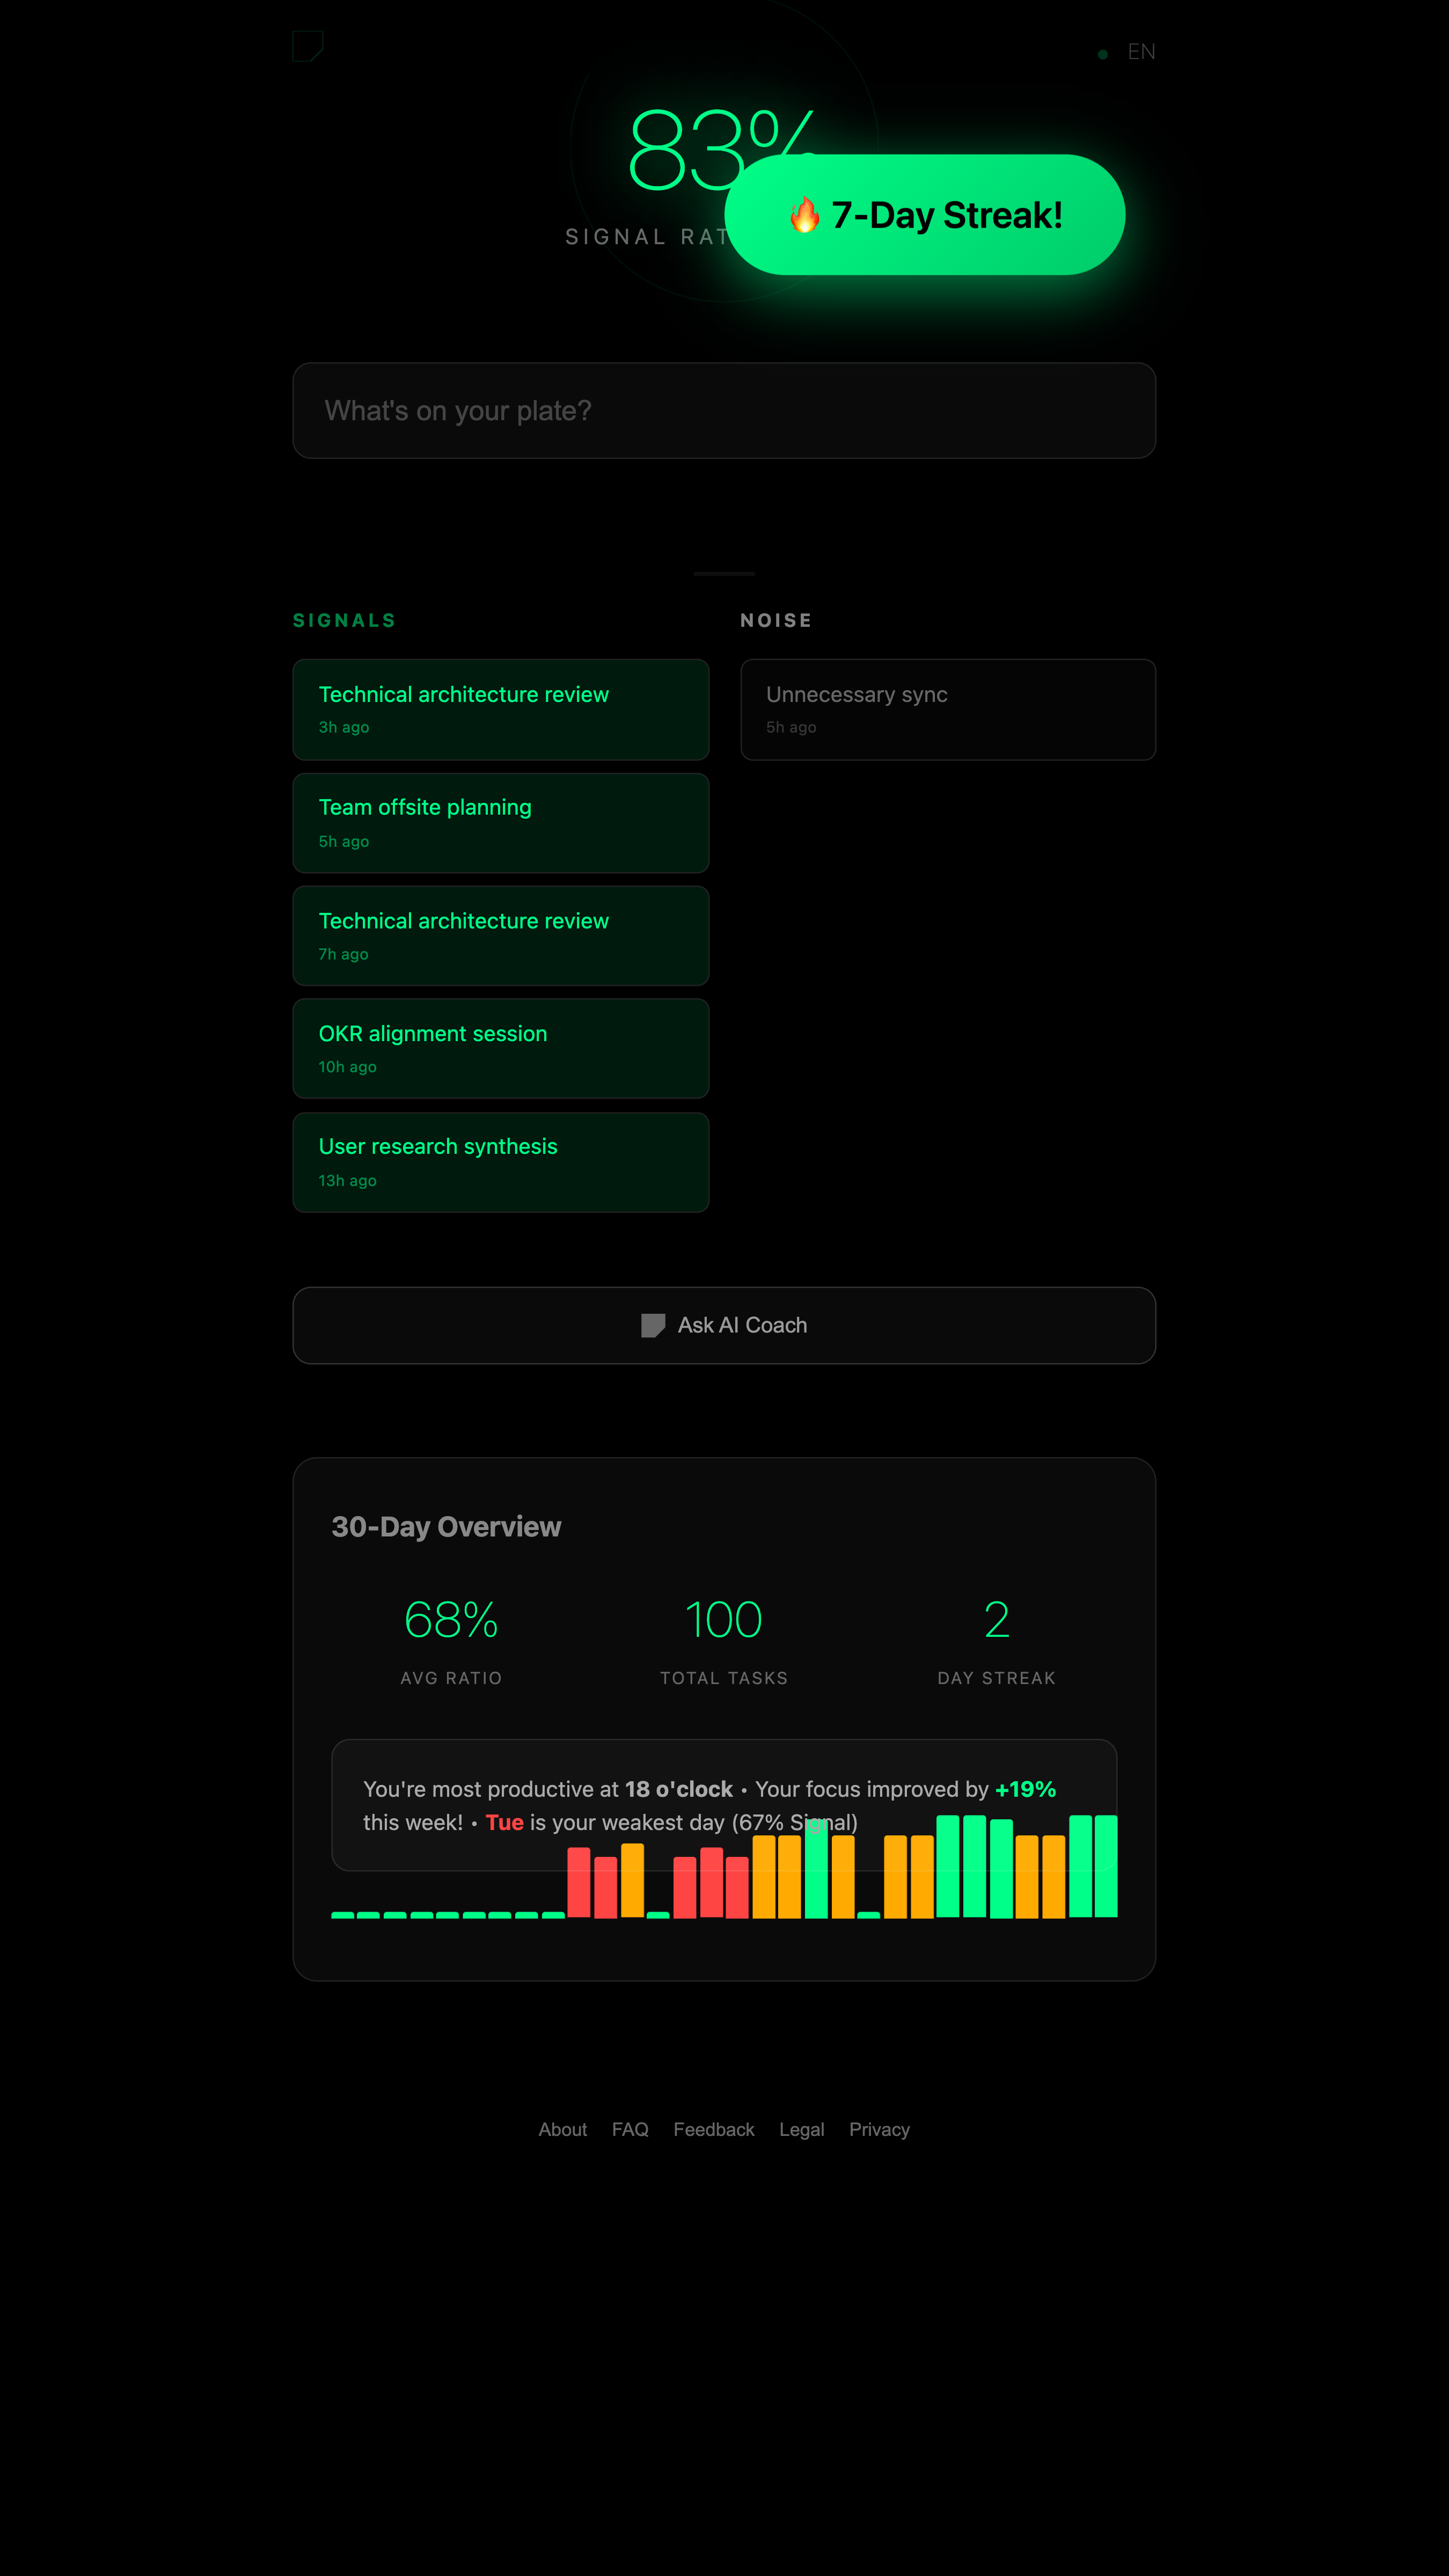 EN
83%
SIGNAL RAT
🔥 7-Day Streak!
What's on your plate?
SIGNALS
Technical architecture review
3h ago
Team offsite planning
5h ago
Technical architecture review
7h ago
OKR alignment session
10h ago
User research synthesis
13h ago
NOISE
Unnecessary sync
5h ago
Ask AI Coach
30-Day Overview
68%
AVG RATIO
100
TOTAL TASKS
2
DAY STREAK
You're most productive at 18 o'clock • Your focus improved by +19%
this week! • Tue is your weakest day (67% Signal)
About FAQ Feedback Legal Privacy